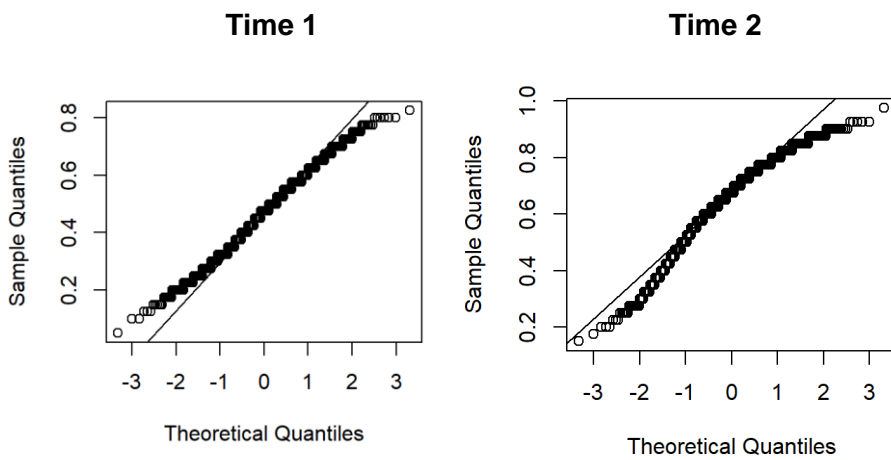 Time 1
Sample Quantiles
0.8
0.6
0.4
0.2
-3 -2 -1 0 1 2 3
Theoretical Quantiles
Time 2
Sample Quantiles
1.0
0.8
0.6
0.4
0.2
-3 -2 -1 0 1 2 3
Theoretical Quantiles